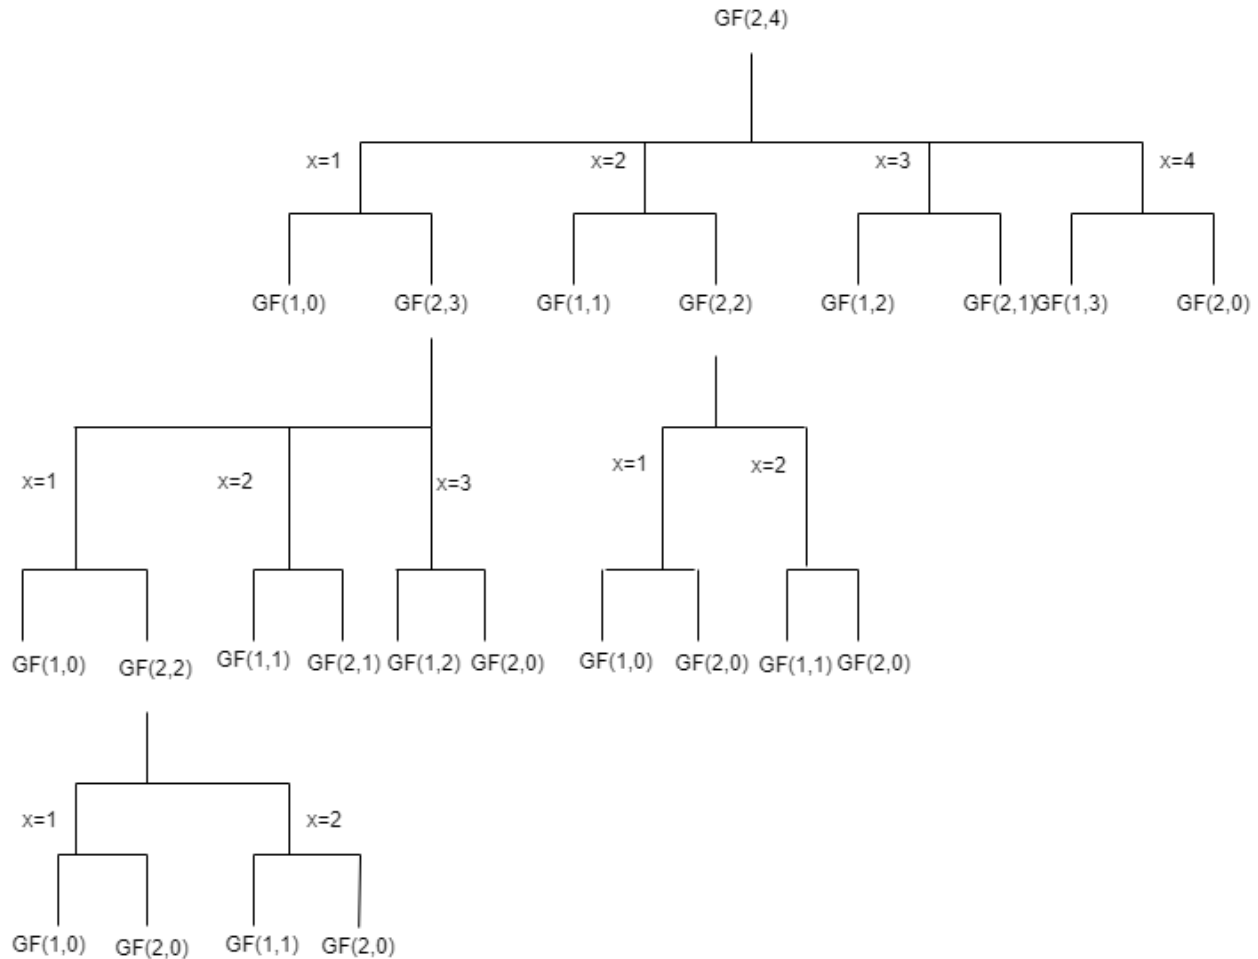 GF(2,4)
x=1
x=2
x=3
x=4
GF(1,0)
GF(2,3)
GF(1,1)
GF(2,2)
GF(1,2)
GF(2,1)
GF(1,3)
GF(2,0)
x=1
x=2
x=3
x=1
x=2
GF(1,0)
GF(2,2)
GF(1,1)
GF(2,1)
GF(1,2)
GF(2,0)
GF(1,0)
GF(2,0)
GF(1,1)
GF(2,0)
x=1
x=2
GF(1,0)
GF(2,0)
GF(1,1)
GF(2,0)